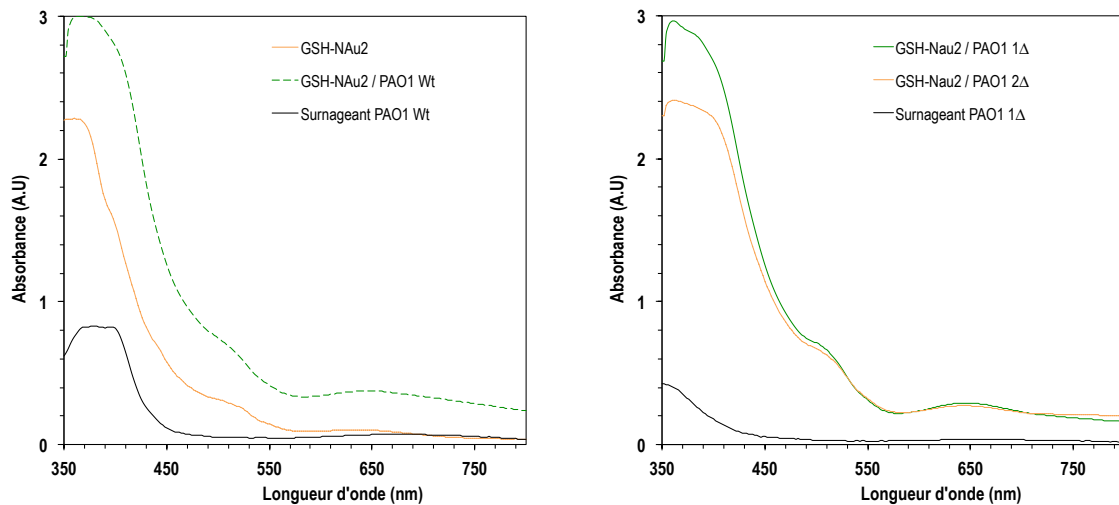 3
2
1
0
350
450
550
650
750
Absorbance (A.U)
Longueur d'onde (nm)
GSH-NAu2
GSH-NAu2 / PAO1 Wt
Surnageant PAO1 Wt
3
2
1
0
350
450
550
650
750
Absorbance (A.U)
Longueur d'onde (nm)
GSH-Nau2 / PAO1 1Δ
GSH-NAu2 / PAO1 2Δ
Surnageant PAO1 1Δ